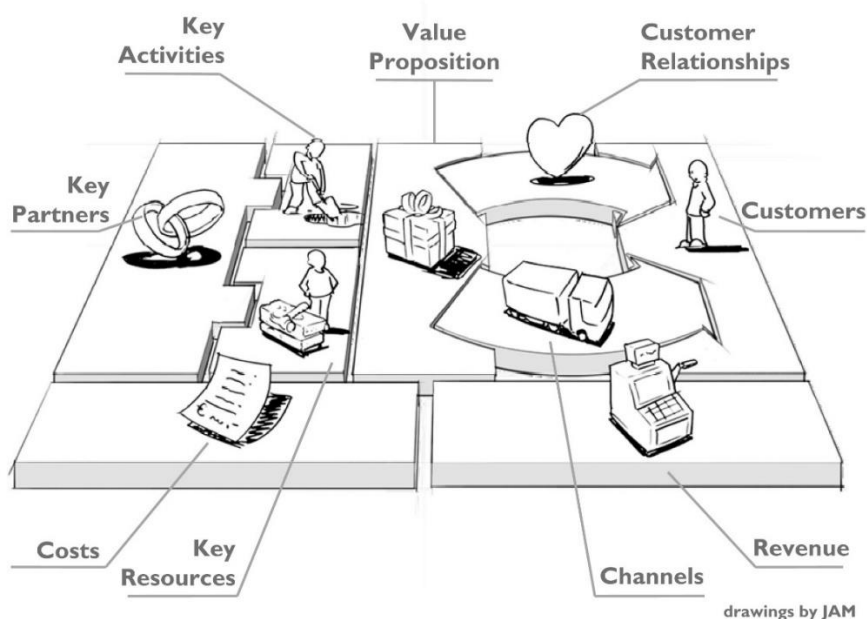 Key
Activities
Value
Proposition
Customer
Relationships
Key
Partners
Customers
Costs
Key
Resources
Channels
Revenue
drawings by JAM